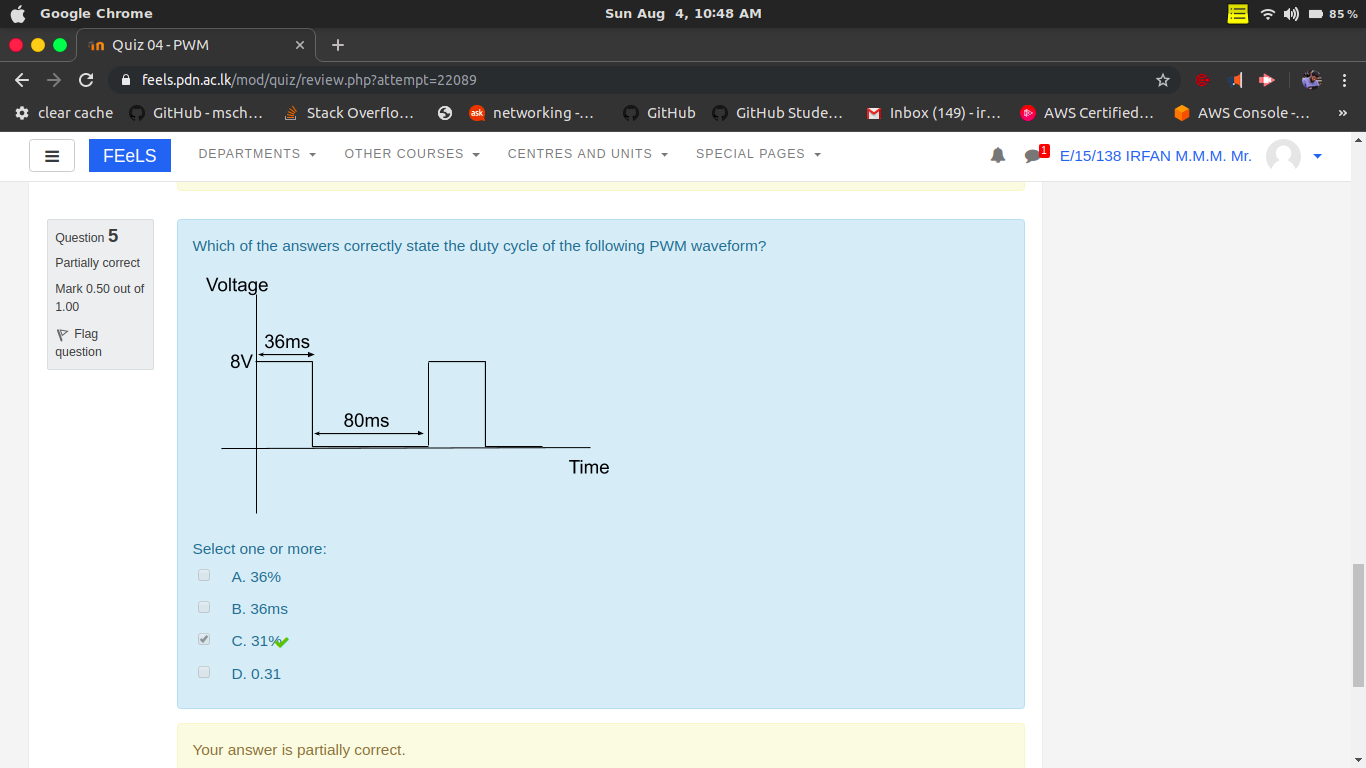 Google Chrome
Sun Aug 4, 10:48 AM
85%
Quiz 04 - PWM
feels.pdn.ac.lk/mod/quiz/review.php?attempt=22089
clear cache
GitHub - msch...
Stack Overflo...
ask
networking -...
GitHub
GitHub Stude...
Inbox (149) - ir...
AWS Certified...
AWS Console -...
»
FEeLS
DEPARTMENTS
OTHER COURSES
CENTRES AND UNITS
SPECIAL PAGES
1
E/15/138 IRFAN M.M.M. Mr.
Question 5
Partially correct
Mark 0.50 out of
1.00
Flag
question
Which of the answers correctly state the duty cycle of the following PWM waveform?
Voltage
36ms
8V
80ms
Time
Select one or more:
A. 36%
B. 36ms
C. 31%
D. 0.31
Your answer is partially correct.